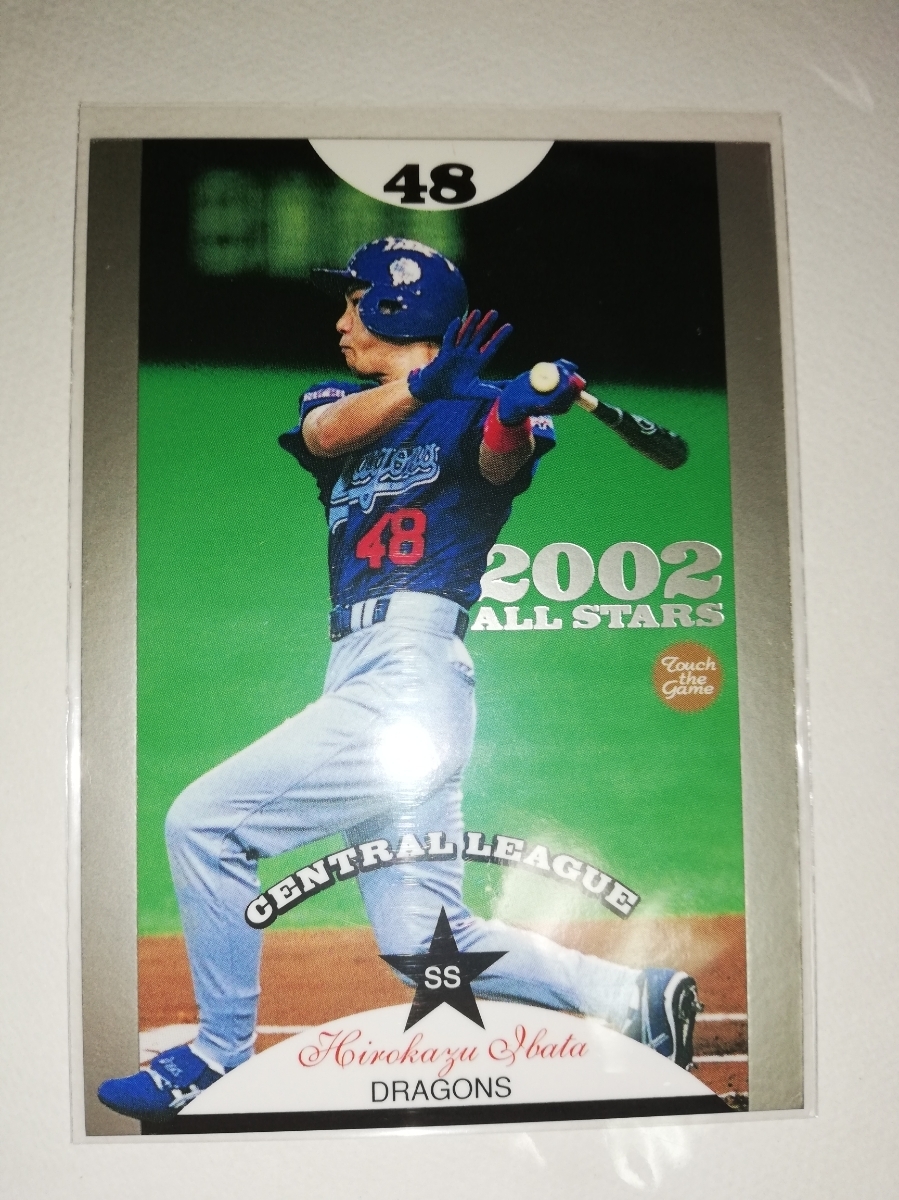 48
Dragons
48
2002
ALL STARS
Touch
the
Game
CENTRAL LEAGUE
SS
Hirokazu Ibata
DRAGONS